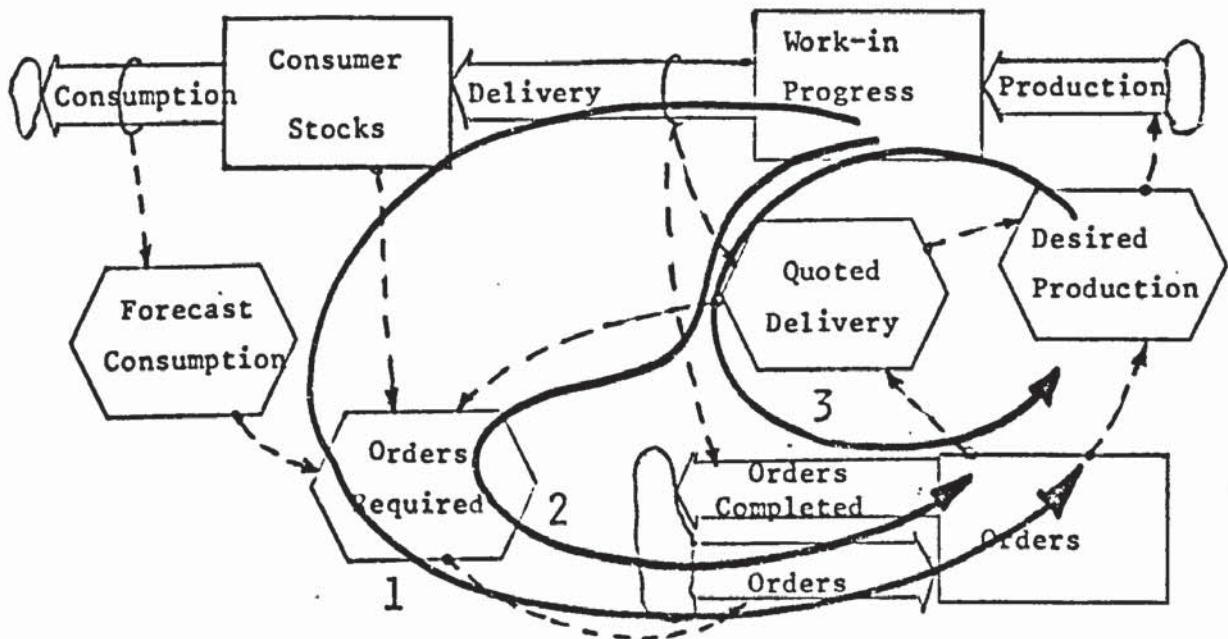 Consumer
Stocks
Work-in
Progress
Consumption
Delivery
Production
Forecast
Consumption
Quoted
Delivery
Desired
Production
Orders
Required
Orders
Completed
Orders
Orders
1
2
3